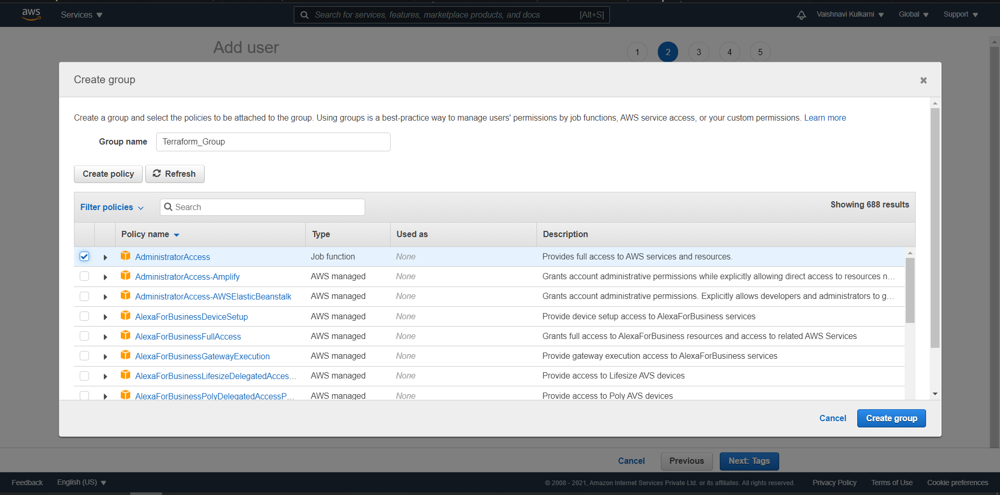 aws Services Search for services, features, marketplace products, and docs [Alt+S] Vaishnavi Kulkarni Global Support
Add user 1 2 3 4 5
Create group
Create a group and select the policies to be attached to the group. Using groups is a best-practice way to manage users' permissions by job functions, AWS service access, or your custom permissions. Learn more
Group name Terraform_Group
Create policy Refresh
Filter policies Search Showing 688 results
Policy name Type Used as Description
AdministratorAccess Job function None Provides full access to AWS services and resources.
AdministratorAccess-Amplify AWS managed None Grants account administrative permissions while explicitly allowing direct access to resources n…
AdministratorAccess-AWSElasticBeanstalk AWS managed None Grants account administrative permissions. Explicitly allows developers and administrators to g…
AlexaForBusinessDeviceSetup AWS managed None Provide device setup access to AlexaForBusiness services
AlexaForBusinessFullAccess AWS managed None Grants full access to AlexaForBusiness resources and access to related AWS Services
AlexaForBusinessGatewayExecution AWS managed None Provide gateway execution access to AlexaForBusiness services
AlexaForBusinessLifesizeDelegatedAcces… AWS managed None Provide access to Lifesize AVS devices
AlexaForBusinessPolyDelegatedAccessP… AWS managed None Provide access to Poly AVS devices
Cancel Create group
Cancel Previous Next: Tags
Feedback English (US) © 2008 - 2021, Amazon Internet Services Private Ltd. or its affiliates. All rights reserved. Privacy Policy Terms of Use Cookie preferences